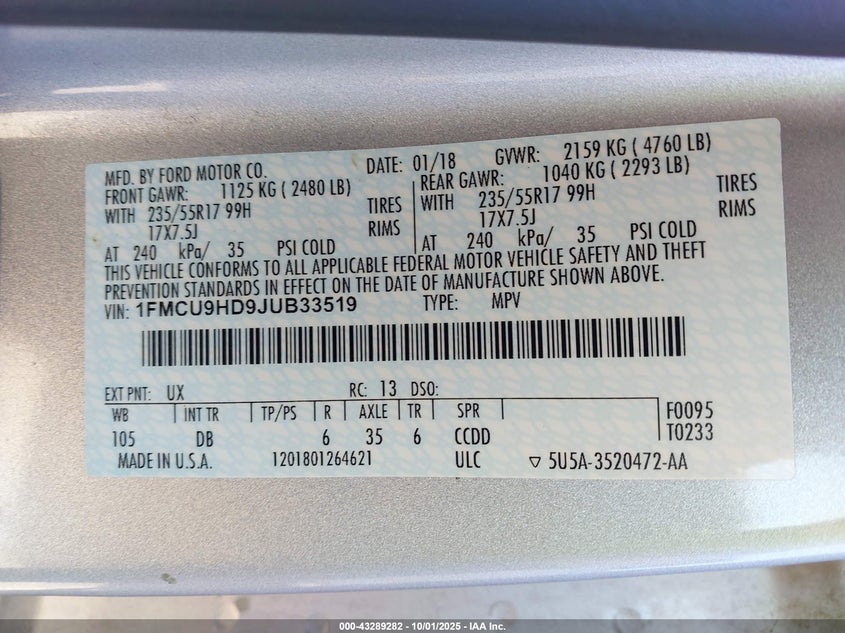 MFD. BY FORD MOTOR CO. DATE: 01/18 GVWR: 2159 KG ( 4760 LB)
FRONT GAWR: 1125 KG ( 2480 LB) REAR GAWR: 1040 KG ( 2293 LB)
WITH 235/55R17 99H TIRES WITH 235/55R17 99H TIRES
17X7.5J RIMS 17X7.5J RIMS
AT 240 kPa/ 35 PSI COLD AT 240 kPa/ 35 PSI COLD
THIS VEHICLE CONFORMS TO ALL APPLICABLE FEDERAL MOTOR VEHICLE SAFETY AND THEFT
PREVENTION STANDARDS IN EFFECT ON THE DATE OF MANUFACTURE SHOWN ABOVE.
VIN: 1FMCU9HD9JUB33519 TYPE: MPV
EXT PNT: UX RC: 13 DSO:
WB INT TR TP/PS R AXLE TR SPR F0095
105 DB 6 35 6 CCDD T0233
MADE IN U.S.A. 1201801264621 ULC ▽ 5U5A-3520472-AA
000-43289282 - 10/01/2025 - IAA Inc.